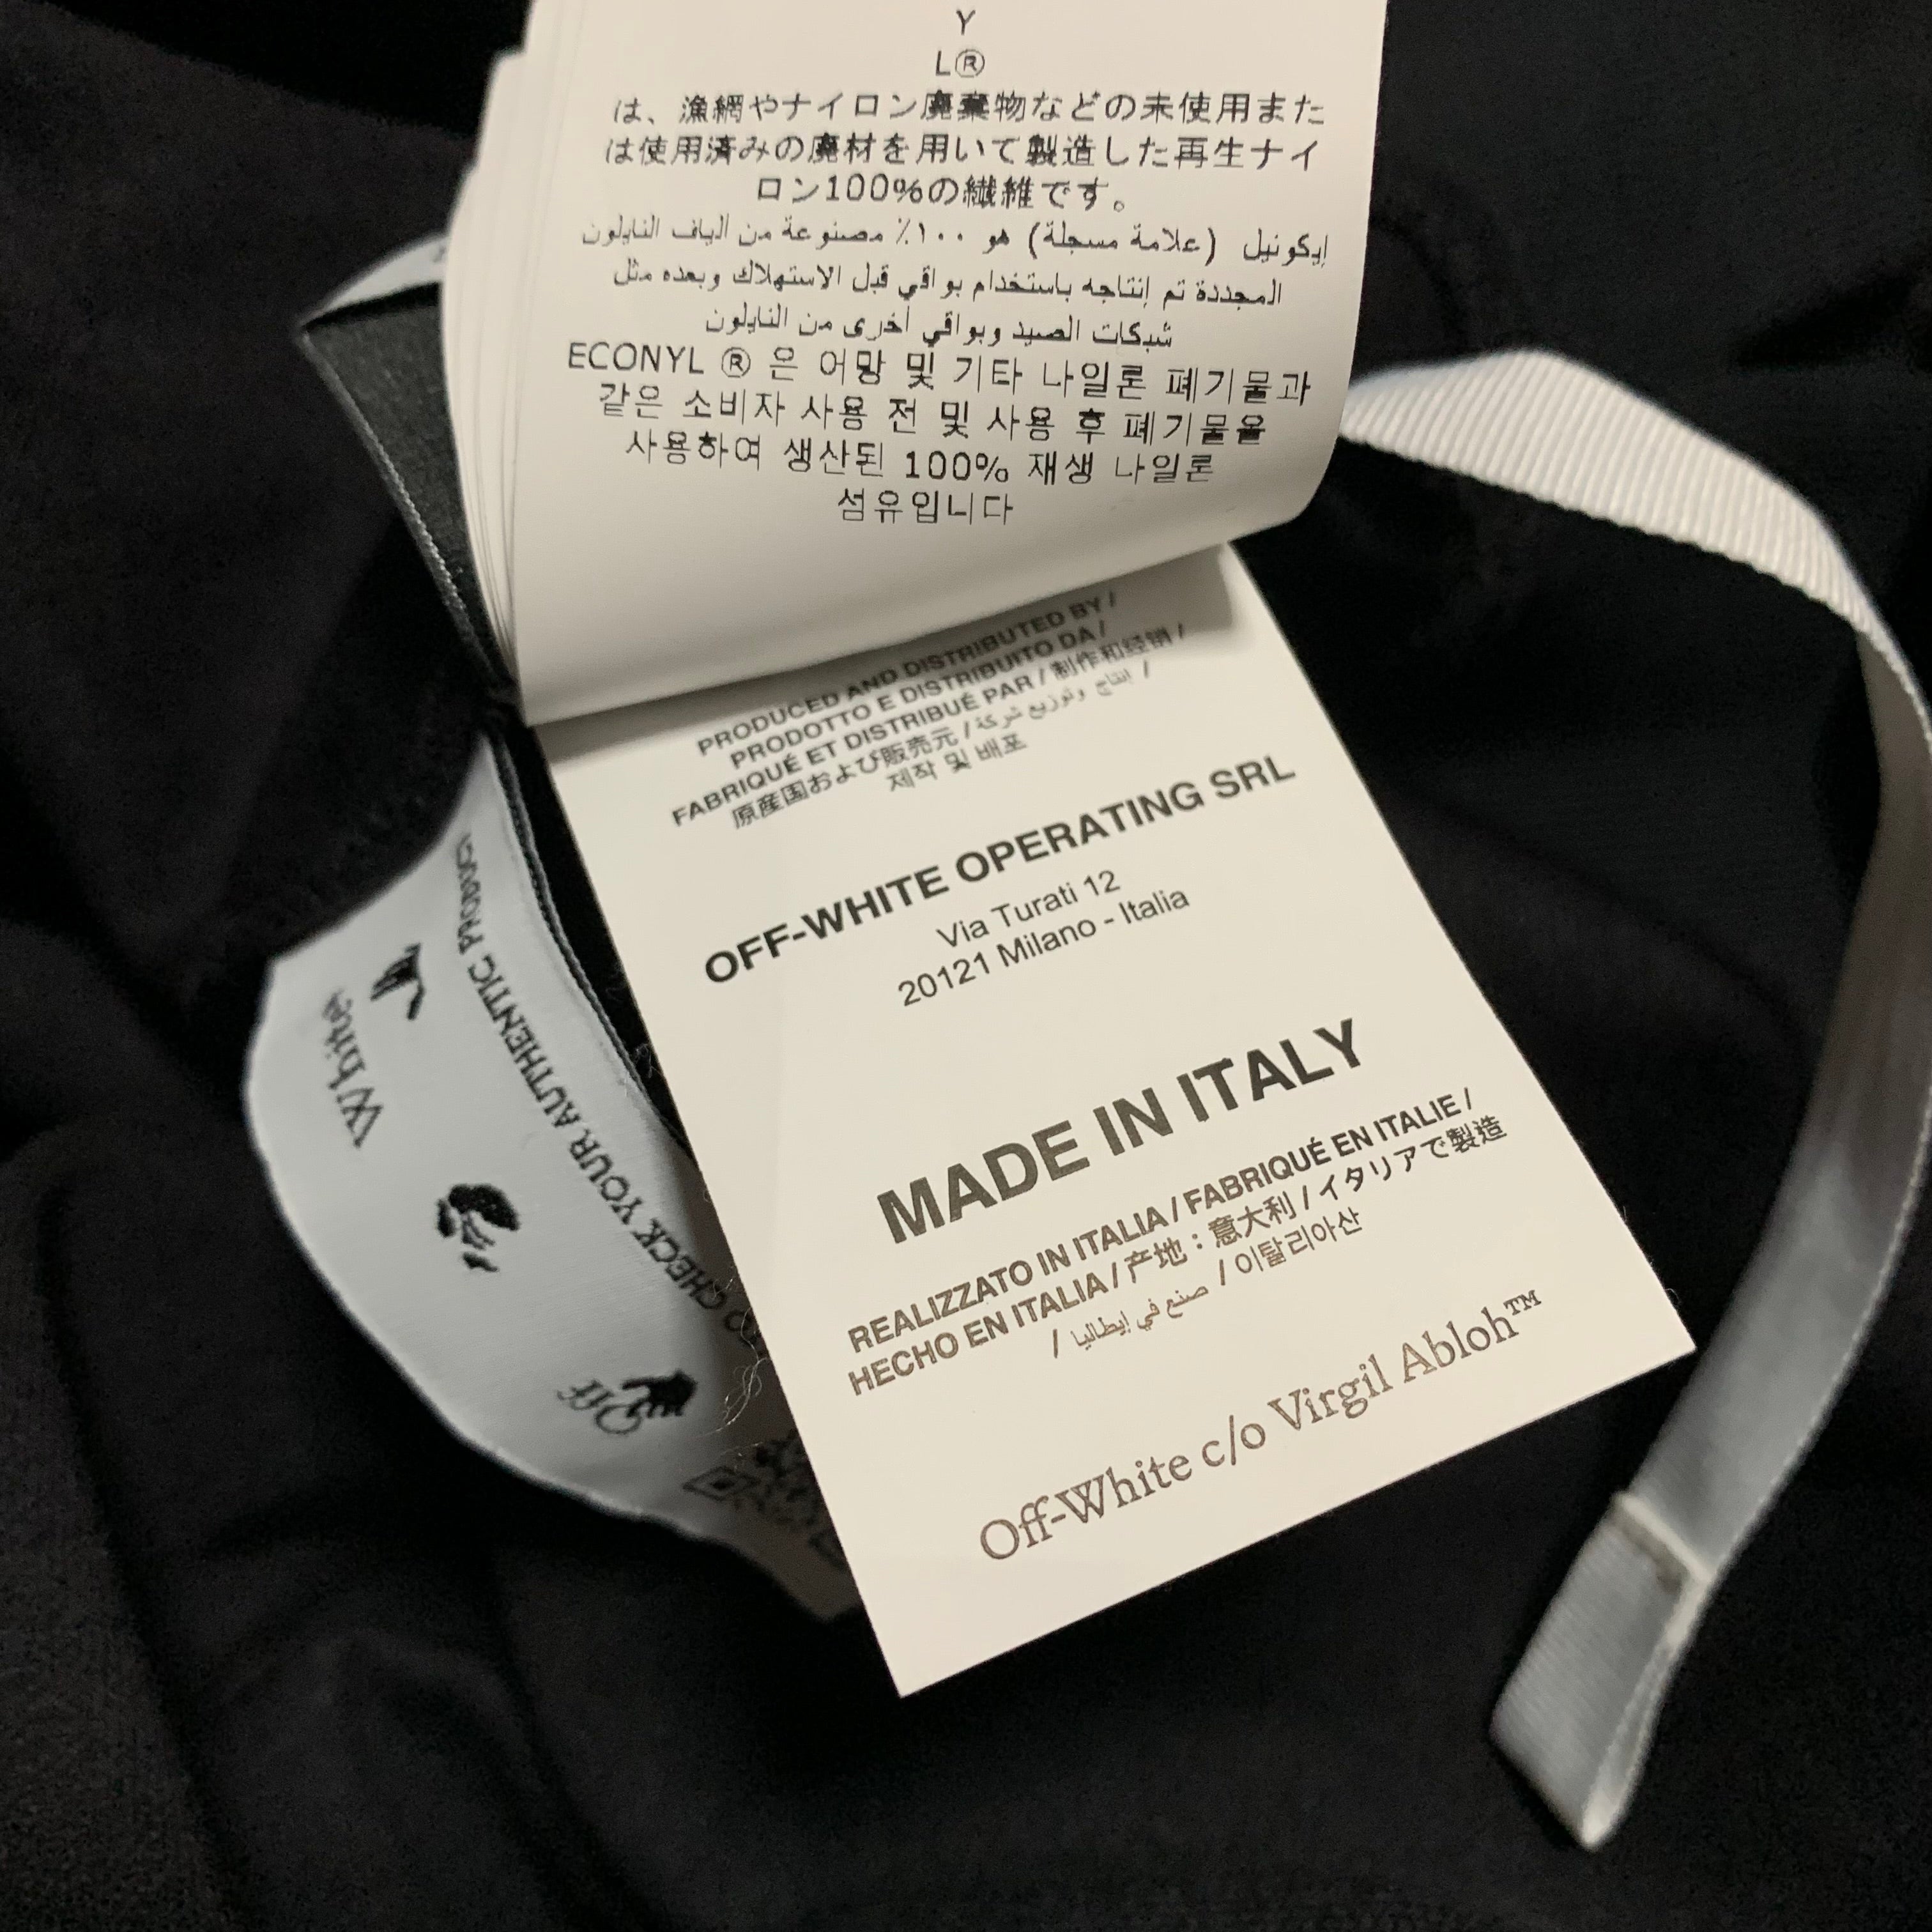 Y
L®
は、漁網やナイロン廃棄物などの未使用また
は使用済みの廃材を用いて製造した再生ナイ
ロン100%の繊維です。
إيكونيل (علامة مسجلة) هو ١٠٠٪ مصنوعة من ألياف النايلون
المجددة تم إنتاجه باستخدام بواقي قبل الاستهلاك وبعده مثل
شبكات الصيد وبواقي أخرى من النايلون
ECONYL ® 은 어망 및 기타 나일론 폐기물과
같은 소비자 사용 전 및 사용 후 폐기물을
사용하여 생산된 100% 재생 나일론
섬유입니다
PRODUCED AND DISTRIBUTED BY /
PRODOTTO E DISTRIBUITO DA /
FABRIQUÉ ET DISTRIBUÉ PAR / 制作和经销 /
原産国および販売元 / إنتاج وتوزيع شركة /
제작 및 배포
OFF-WHITE OPERATING SRL
Via Turati 12
20121 Milano - Italia
MADE IN ITALY
REALIZZATO IN ITALIA / FABRIQUÉ EN ITALIE /
HECHO EN ITALIA / 产地：意大利 / イタリアで製造
/ صنع في إيطاليا / 이탈리아산
Off-White c/o Virgil Abloh™
TO CHECK YOUR AUTHENTIC PRODUCT
Off
White